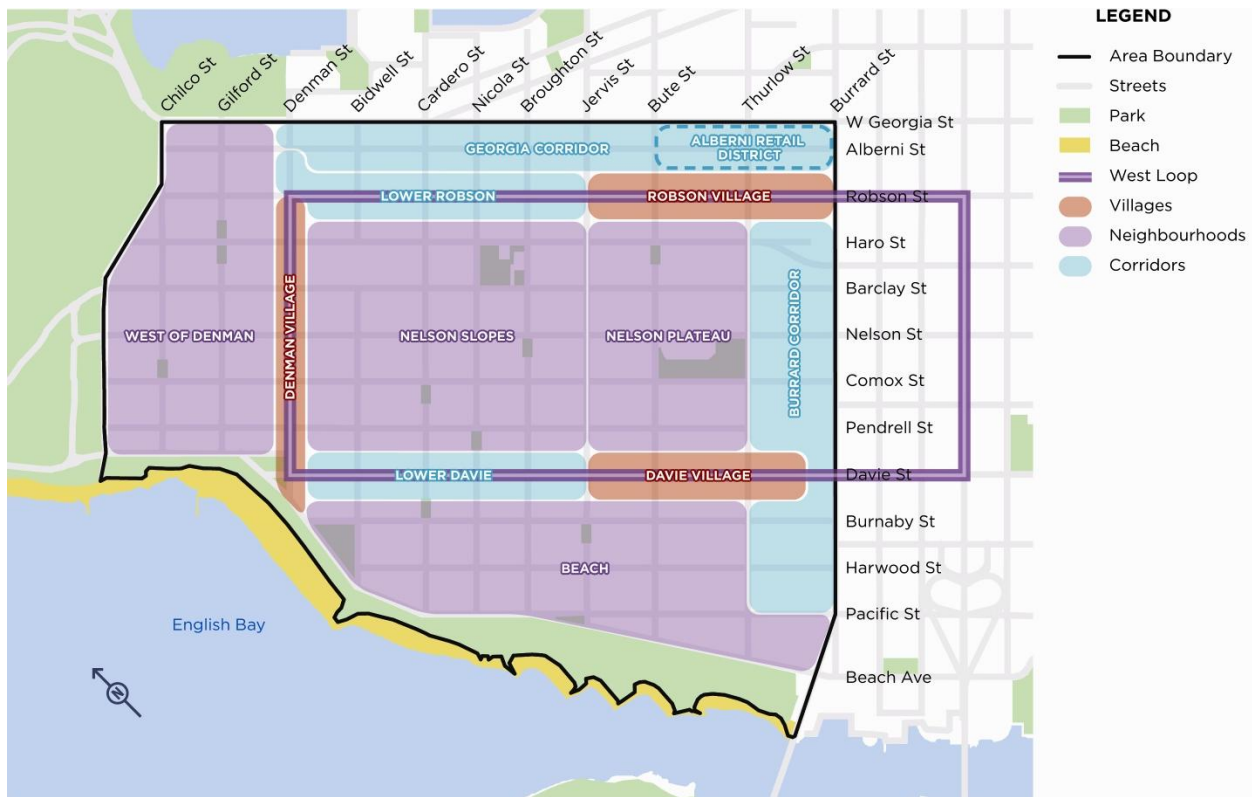 LEGEND
Area Boundary
Streets
Park
Beach
West Loop
Villages
Neighbourhoods
Corridors
Chilco St
Gilford St
Denman St
Bidwell St
Cardero St
Nicola St
Broughton St
Jervis St
Bute St
Thurlow St
Burrard St
W Georgia St
Alberni St
Robson St
Haro St
Barclay St
Nelson St
Comox St
Pendrell St
Davie St
Burnaby St
Harwood St
Pacific St
Beach Ave
GEORGIA CORRIDOR
ALBERNI RETAIL
DISTRICT
LOWER ROBSON
ROBSON VILLAGE
WEST OF DENMAN
DENMAN VILLAGE
NELSON SLOPES
NELSON PLATEAU
BURRARD CORRIDOR
LOWER DAVIE
DAVIE VILLAGE
BEACH
English Bay
N